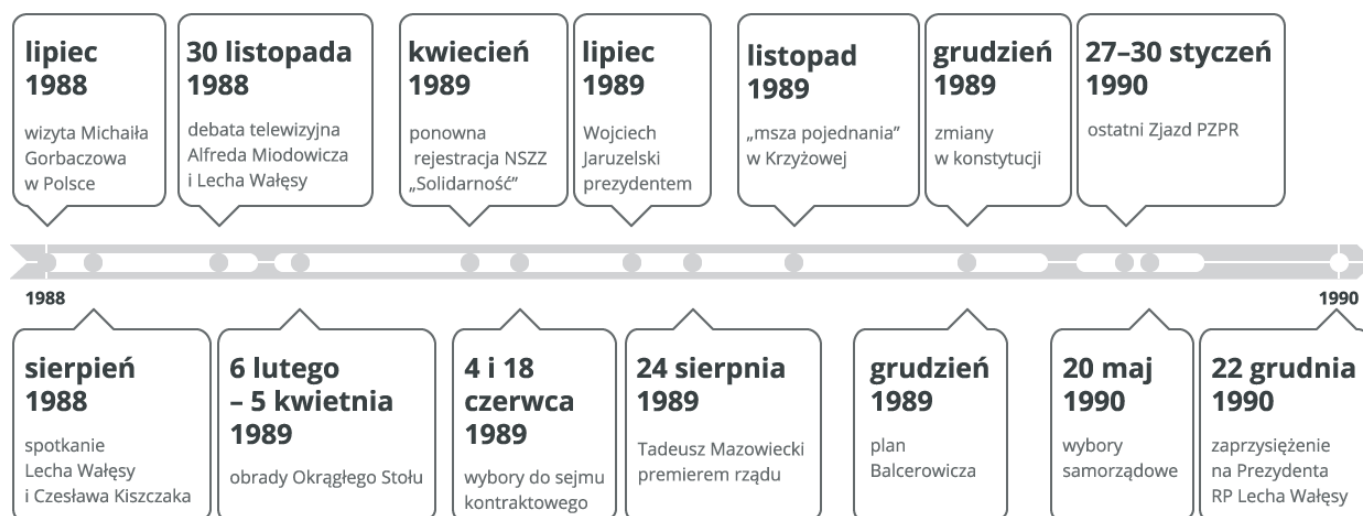 lipiec
1988
wizyta Michaiła
Gorbaczowa
w Polsce
30 listopada
1988
debata telewizyjna
Alfreda Miodowicza
i Lecha Wałęsy
kwiecień
1989
ponowna
rejestracja NSZZ
„Solidarność”
lipiec
1989
Wojciech
Jaruzelski
prezydentem
listopad
1989
„msza pojednania”
w Krzyżowej
grudzień
1989
zmiany
w konstytucji
27–30 styczeń
1990
ostatni Zjazd PZPR
1988
1990
sierpień
1988
spotkanie
Lecha Wałęsy
i Czesława Kiszczaka
6 lutego
– 5 kwietnia
1989
obrady Okrągłego Stołu
4 i 18
czerwca
1989
wybory do sejmu
kontraktowego
24 sierpnia
1989
Tadeusz Mazowiecki
premierem rządu
grudzień
1989
plan
Balcerowicza
20 maj
1990
wybory
samorządowe
22 grudnia
1990
zaprzysiężenie
na Prezydenta
RP Lecha Wałęsy